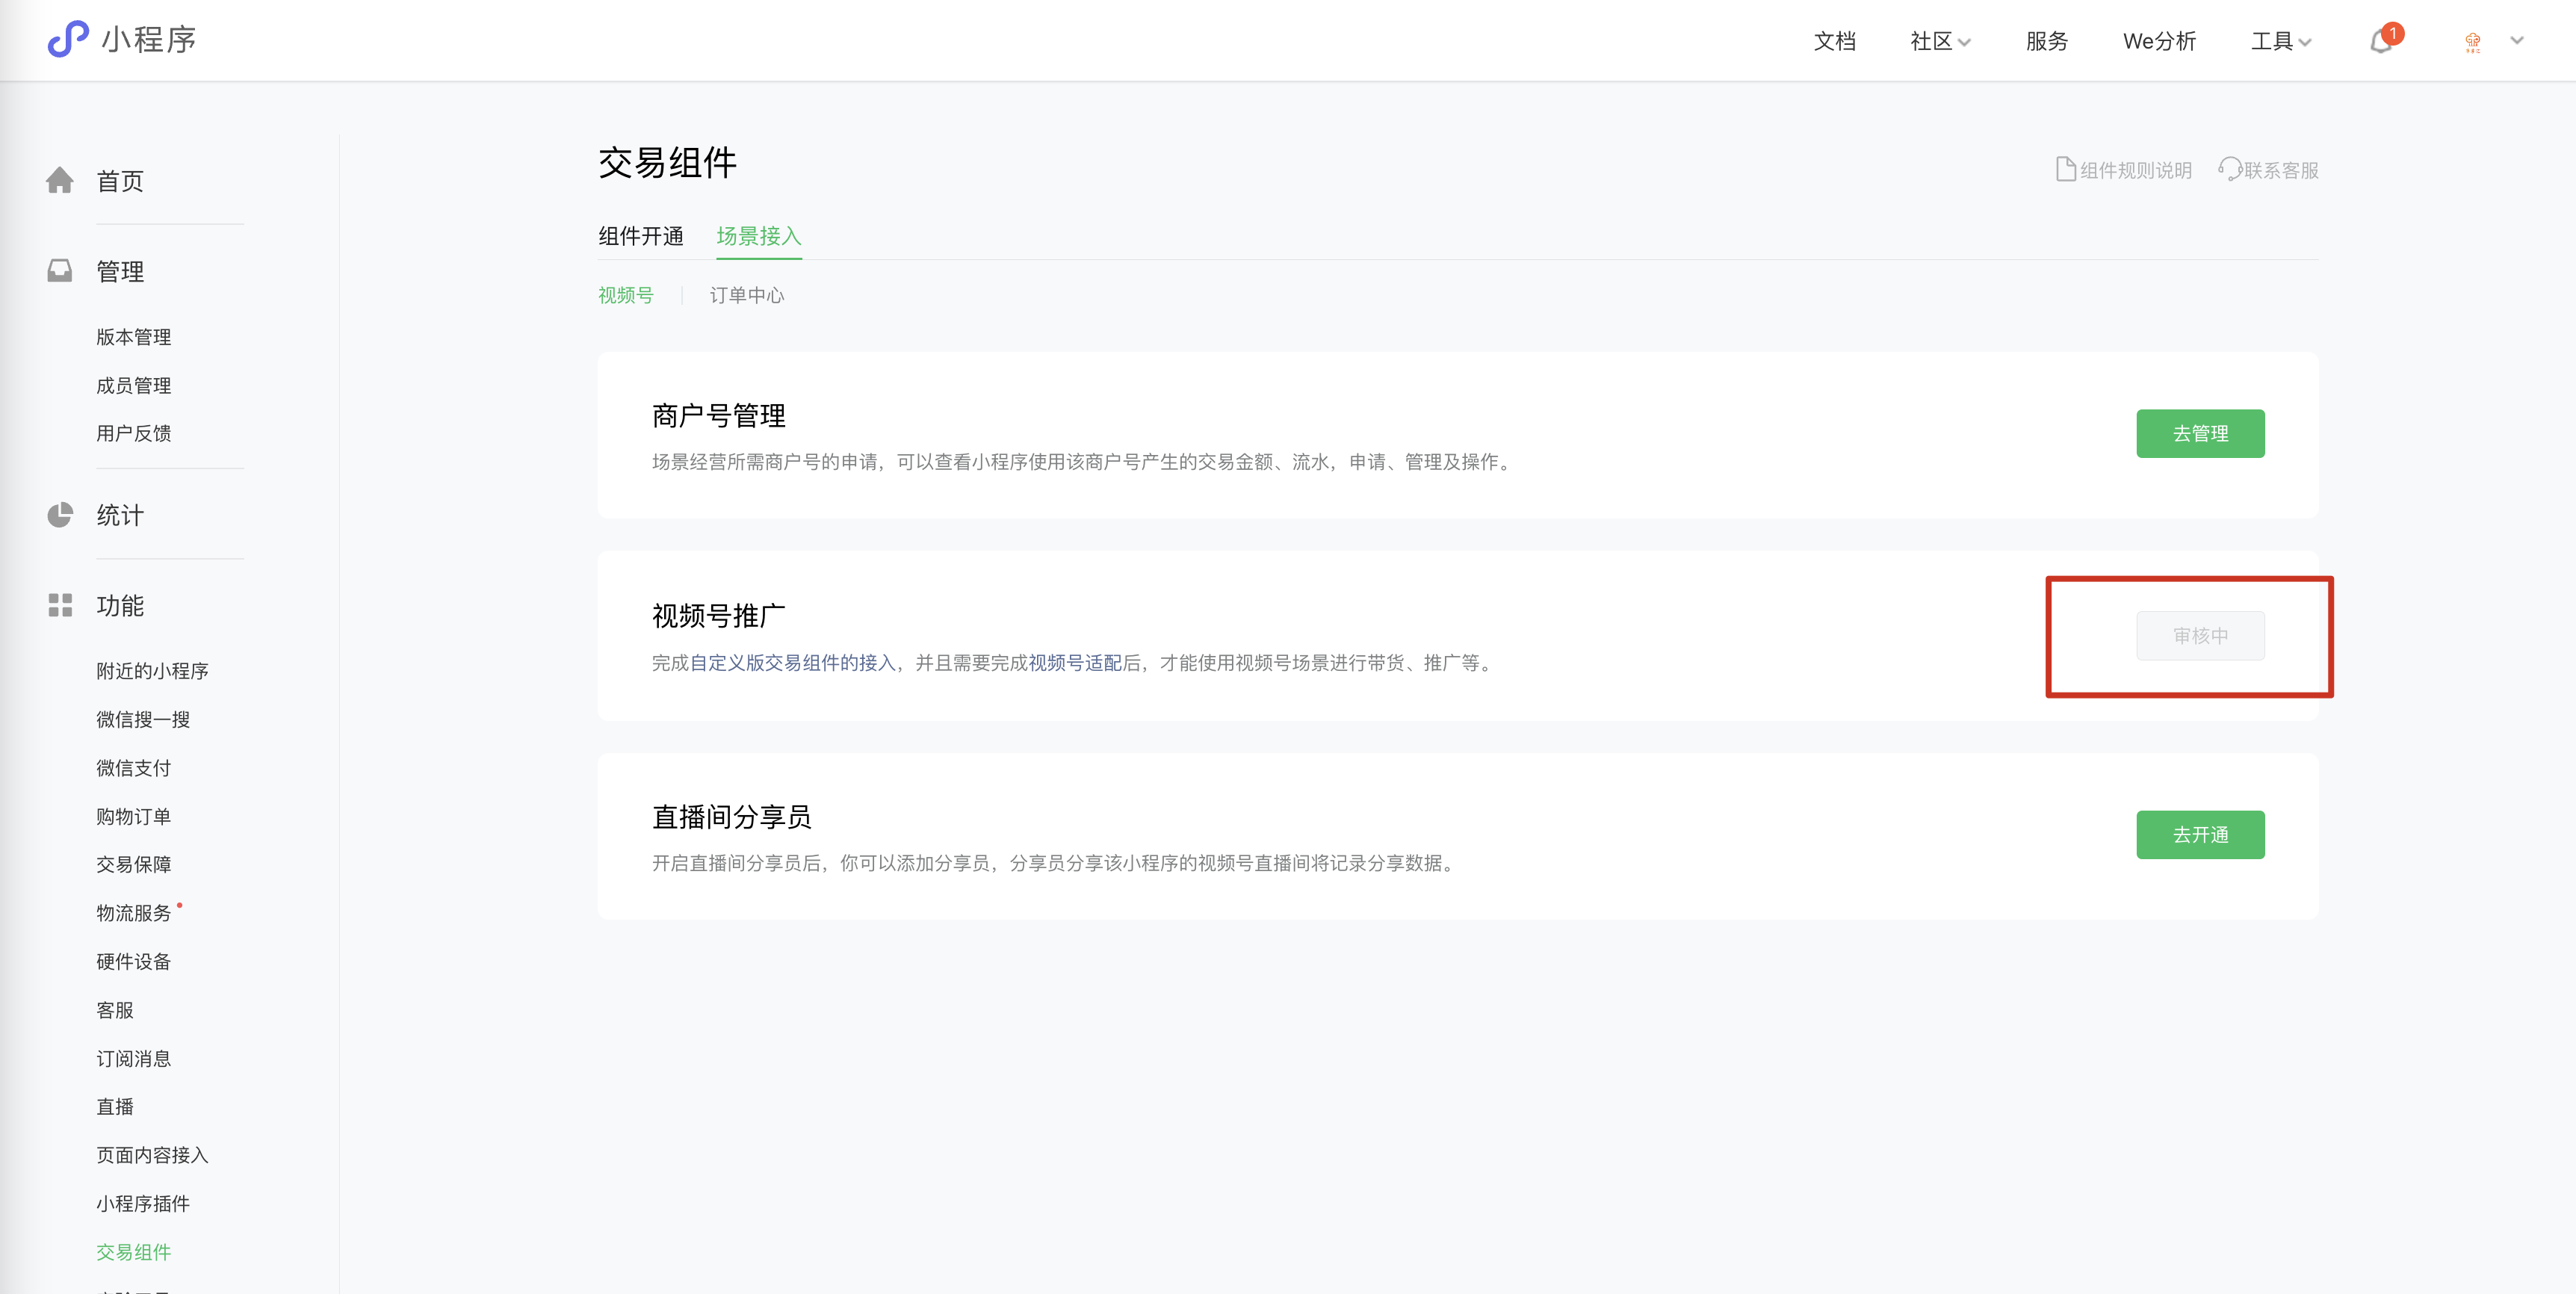 小程序
文档 社区 服务 We分析 工具 1
首页
管理
版本管理
成员管理
用户反馈
统计
功能
附近的小程序
微信搜一搜
微信支付
购物订单
交易保障
物流服务
硬件设备
客服
订阅消息
直播
页面内容接入
小程序插件
交易组件
交易组件
组件规则说明 联系客服
组件开通 场景接入
视频号 订单中心
商户号管理
场景经营所需商户号的申请，可以查看小程序使用该商户号产生的交易金额、流水，申请、管理及操作。
去管理
视频号推广
完成自定义版交易组件的接入，并且需要完成视频号适配后，才能使用视频号场景进行带货、推广等。
审核中
直播间分享员
开启直播间分享员后，你可以添加分享员，分享员分享该小程序的视频号直播间将记录分享数据。
去开通